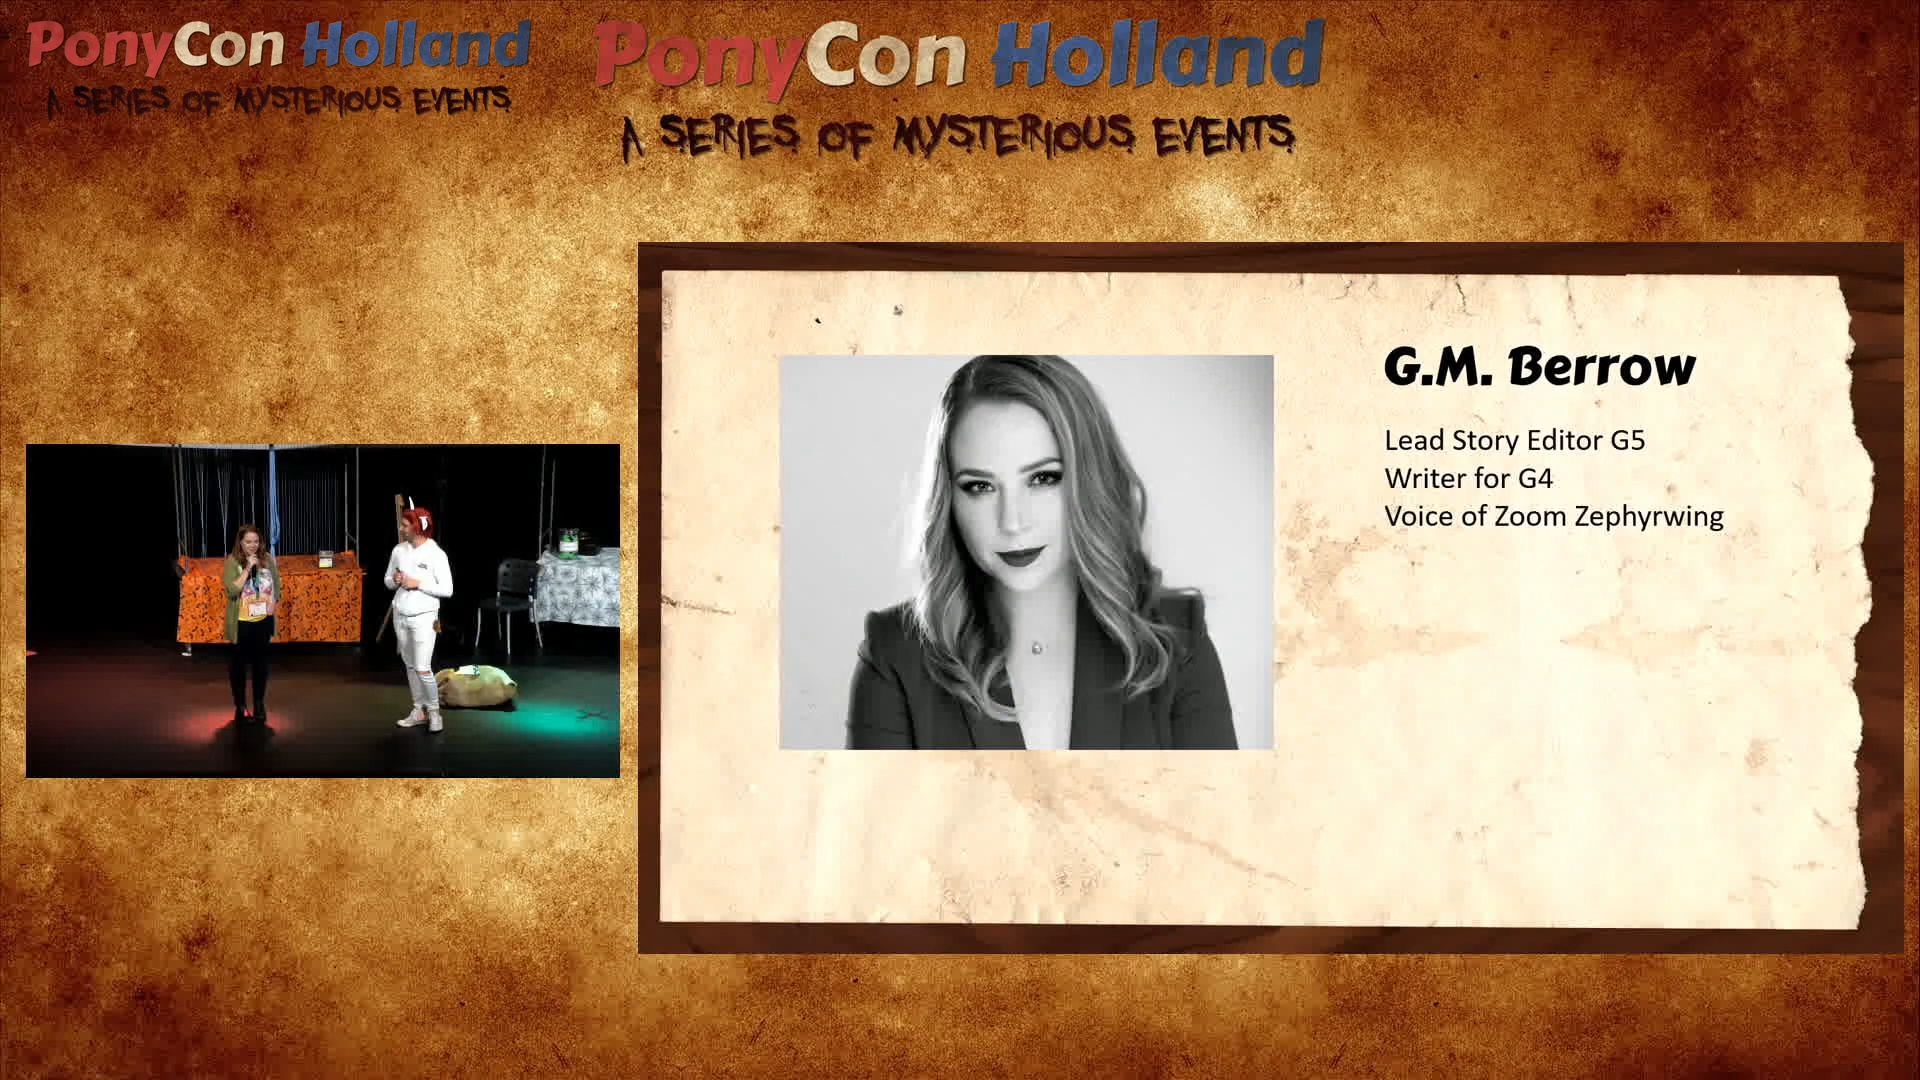 PonyCon Holland
A SERIES OF MYSTERIOUS EVENTS
PonyCon Holland
A SERIES OF MYSTERIOUS EVENTS
G.M. Berrow
Lead Story Editor G5
Writer for G4
Voice of Zoom Zephyrwing